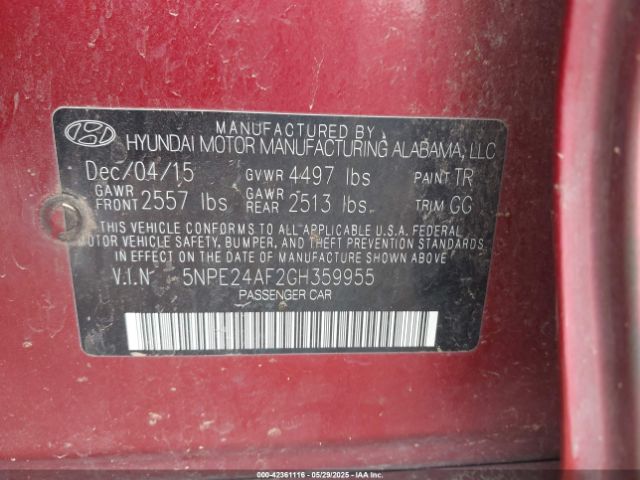 MANUFACTURED BY
HYUNDAI MOTOR MANUFACTURING ALABAMA, LLC
Dec/04/15 GVWR 4497 lbs PAINT TR
GAWR FRONT 2557 lbs GAWR REAR 2513 lbs TRIM GG
THIS VEHICLE CONFORMS TO ALL APPLICABLE U.S.A. FEDERAL
MOTOR VEHICLE SAFETY, BUMPER, AND THEFT PREVENTION STANDARDS
IN EFFECT ON THE DATE OF MANUFACTURE SHOWN ABOVE
V.I.N 5NPE24AF2GH359955
PASSENGER CAR
000-42361116 - 05/29/2025 - IAAI.COM